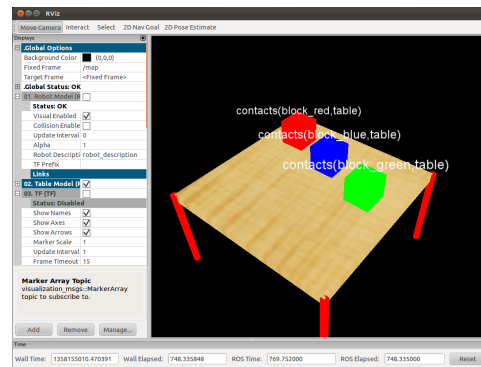 RViz
Move Camera Interact Select 2D Nav Goal 2D Pose Estimate
Displays
.Global Options
Background Color (0,0,0)
Fixed Frame /map
Target Frame <Fixed Frame>
.Global Status: OK
01. Robot Model (R
Status: OK
Visual Enabled
Collision Enable
Update Interval 0
Alpha 1
Robot Descripti robot_description
TF Prefix
Links
02. Table Model (R
03. TF (TF)
Status: Disabled
Show Names
Show Axes
Show Arrows
Marker Scale 1
Update Interval 1
Frame Timeout 15
contacts(block_red,table)
contacts(block_blue,table)
contacts(block_green,table)
Marker Array Topic
visualization_msgs::MarkerArray
topic to subscribe to.
Add Remove Manage...
Time
Wall Time: 1358155010.470391 Wall Elapsed: 748.335848 ROS Time: 769.752000 ROS Elapsed: 748.335000 Reset